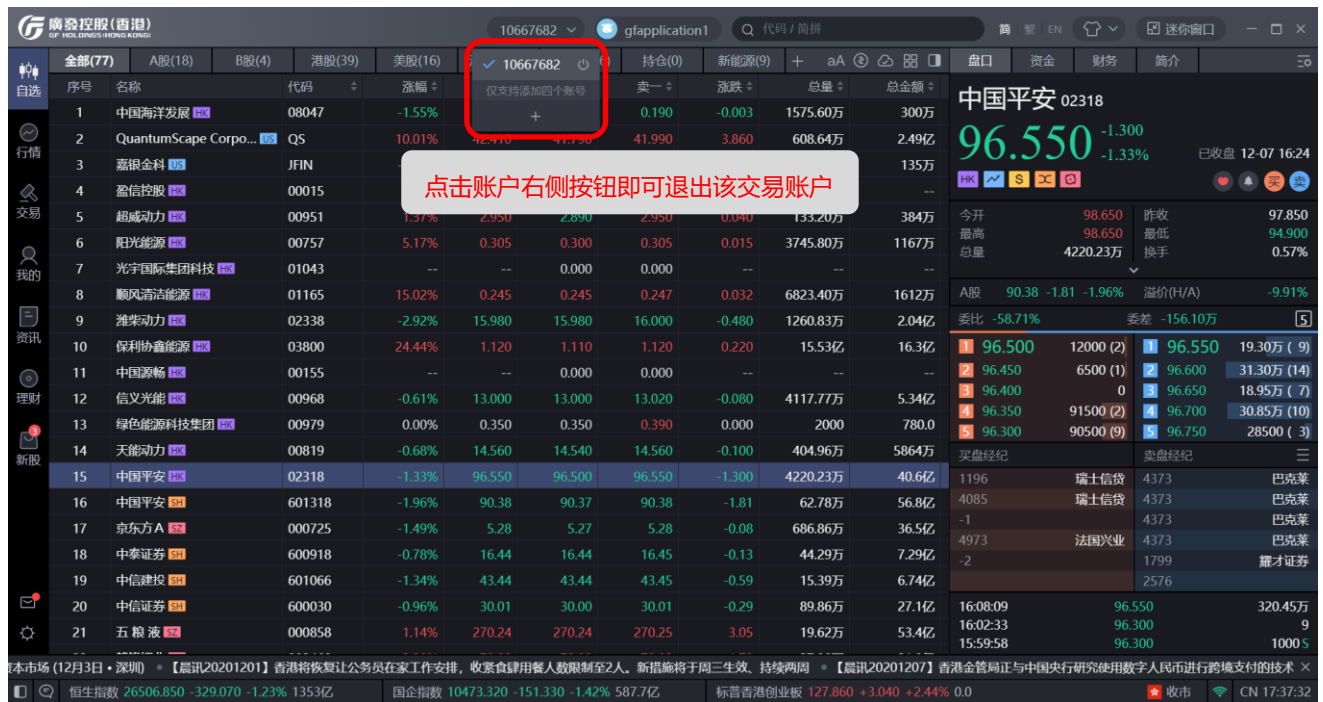 廣發控股(香港)
GF HOLDINGS (HONG KONG)
10667682
gfapplication1
代码 / 简拼
简 繁 EN
迷你窗口
自选
行情
交易
我的
资讯
理财
3
新股
全部(77) A股(18) B股(4) 港股(39) 美股(16) 持仓(0) 新能源(9) + aA
10667682
仅支持添加四个账号
+
点击账户右侧按钮即可退出该交易账户
序号 名称 代码 涨幅 卖一 涨跌 总量 总金额
1 中国海洋发展 HK 08047 -1.55% 0.190 -0.003 1575.60万 300万
2 QuantumScape Corpo... US QS 10.01% 42.410 41.790 41.990 3.860 608.64万 2.49亿
3 嘉银金科 US JFIN 135万
4 盈信控股 HK 00015 --
5 超威动力 HK 00951 1.37% 2.950 2.890 2.950 0.040 133.20万 384万
6 阳光能源 HK 00757 5.17% 0.305 0.300 0.305 0.015 3745.80万 1167万
7 光宇国际集团科技 HK 01043 -- -- 0.000 0.000 -- -- --
8 顺风清洁能源 HK 01165 15.02% 0.245 0.245 0.247 0.032 6823.40万 1612万
9 潍柴动力 HK 02338 -2.92% 15.980 15.980 16.000 -0.480 1260.83万 2.04亿
10 保利协鑫能源 HK 03800 24.44% 1.120 1.110 1.120 0.220 15.53亿 16.3亿
11 中国源畅 HK 00155 -- -- 0.000 0.000 -- -- --
12 信义光能 HK 00968 -0.61% 13.000 13.000 13.020 -0.080 4117.77万 5.34亿
13 绿色能源科技集团 HK 00979 0.00% 0.350 0.350 0.390 0.000 2000 780.0
14 天能动力 HK 00819 -0.68% 14.560 14.540 14.560 -0.100 404.96万 5864万
15 中国平安 HK 02318 -1.33% 96.550 96.500 96.550 -1.300 4220.23万 40.6亿
16 中国平安 SH 601318 -1.96% 90.38 90.37 90.38 -1.81 62.78万 56.8亿
17 京东方A SZ 000725 -1.49% 5.28 5.27 5.28 -0.08 686.86万 36.5亿
18 中泰证券 SH 600918 -0.78% 16.44 16.44 16.45 -0.13 44.29万 7.29亿
19 中信建投 SH 601066 -1.34% 43.44 43.44 43.45 -0.59 15.39万 6.74亿
20 中信证券 SH 600030 -0.96% 30.01 30.00 30.01 -0.29 89.86万 27.1亿
21 五粮液 SZ 000858 1.14% 270.24 270.24 270.25 3.05 19.62万 53.4亿
盘口 资金 财务 简介
中国平安 02318
96.550 -1.300
-1.33% 已收盘 12-07 16:24
HK S
买 卖
今开 98.650 昨收 97.850
最高 98.650 最低 94.900
总量 4220.23万 换手 0.57%
A股 90.38 -1.81 -1.96% 溢价(H/A) -9.91%
委比 -58.71% 委差 -156.10万 5
1 96.500 12000 (2) 1 96.550 19.30万 ( 9)
2 96.450 6500 (1) 2 96.600 31.30万 (14)
3 96.400 0 3 96.650 18.95万 ( 7)
4 96.350 91500 (2) 4 96.700 30.85万 (10)
5 96.300 90500 (9) 5 96.750 28500 ( 3)
买盘经纪 卖盘经纪
1196 瑞士信贷 4373 巴克莱
4085 瑞士信贷 4373 巴克莱
-1 4373 巴克莱
4973 法国兴业 4373 巴克莱
-2 1799 耀才证券
2576
16:08:09 96.550 320.45万
16:02:33 96.300 9
15:59:58 96.300 1000 S
资本市场 (12月3日 • 深圳) 【晨讯20201201】香港将恢复让公务员在家工作安排，收紧食肆用餐人数限制至2人。新措施将于周三生效、持续两周 【晨讯20201207】香港金管局正与中国央行研究使用数字人民币进行跨境支付的技术
恒生指数 26506.850 -329.070 -1.23% 1353亿 国企指数 10473.320 -151.330 -1.42% 587.7亿 标普香港创业板 127.860 +3.040 +2.44% 0.0 收市 CN 17:37:32